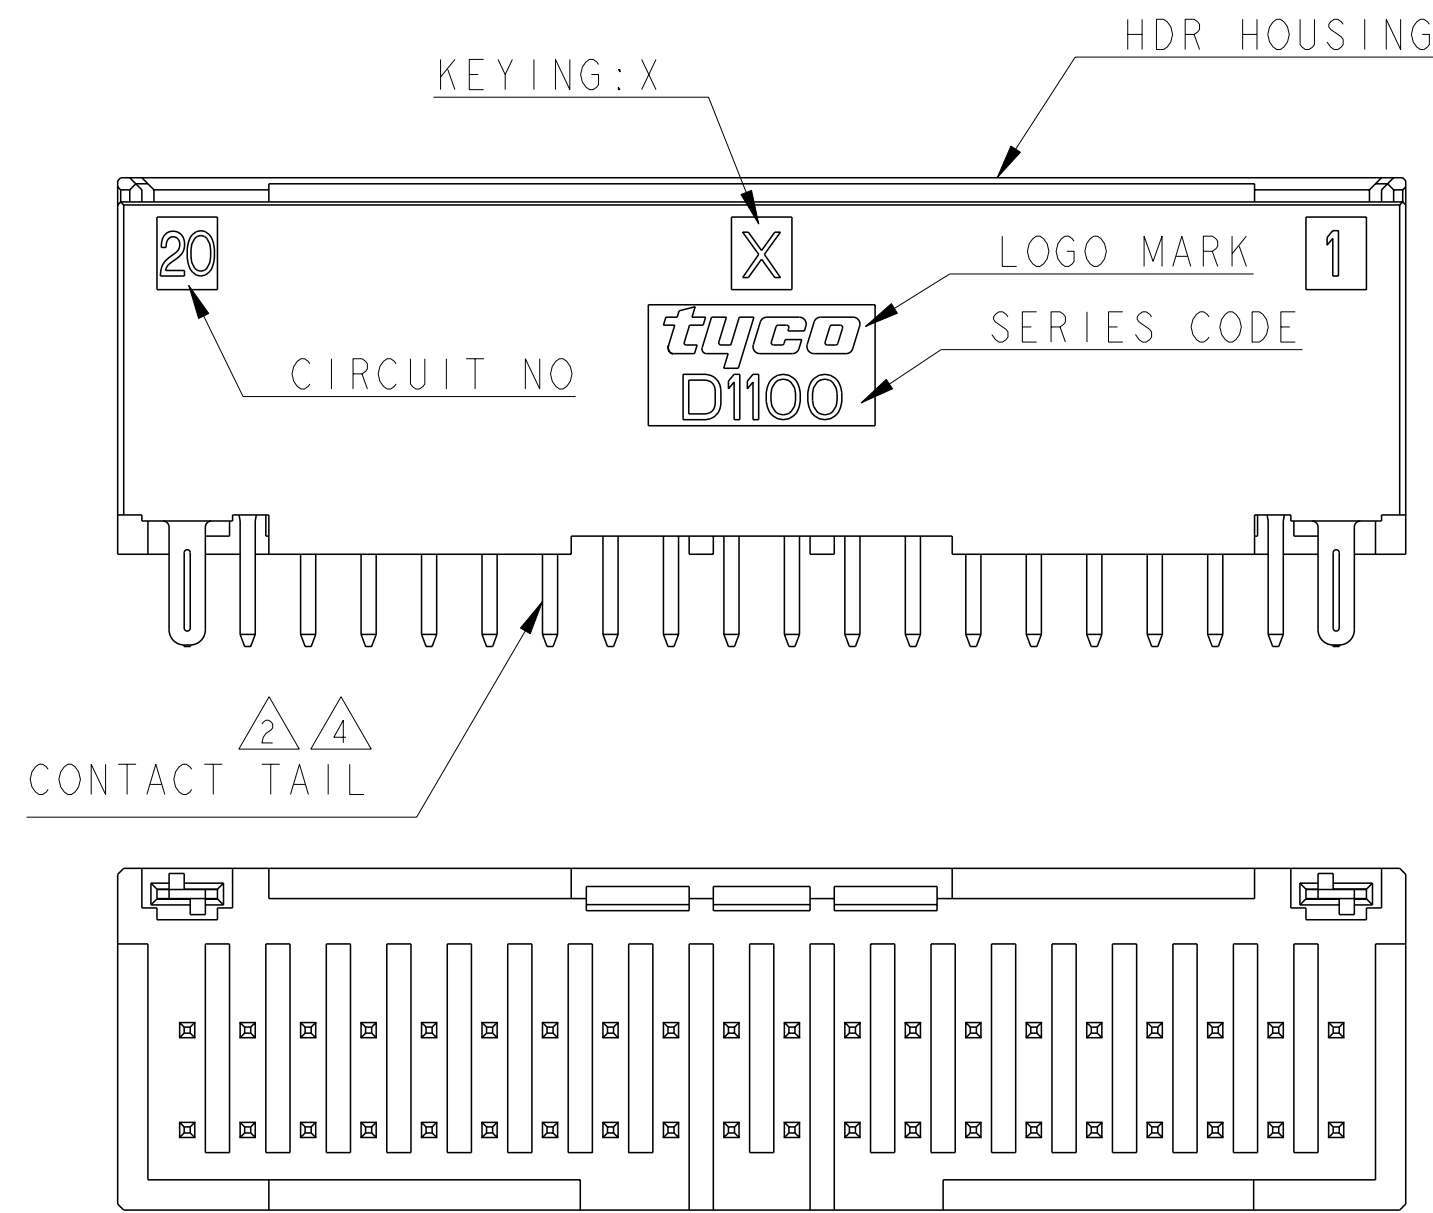 HDR HOUSING
KEYING:X
20
X
1
LOGO MARK
tyco
SERIES CODE
CIRCUIT NO
D1100
2 4
CONTACT TAIL